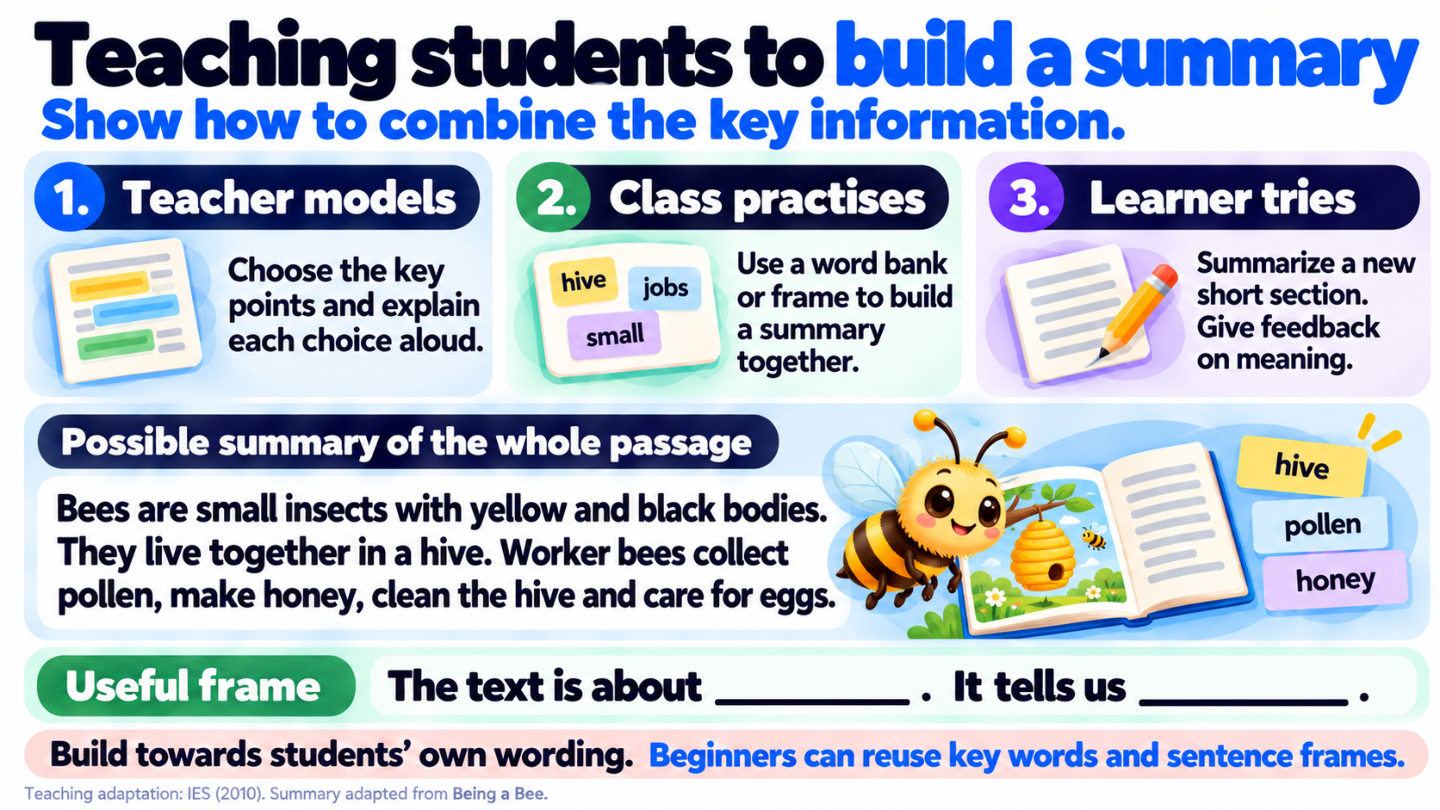 Teaching students to build a summary
Show how to combine the key information.
1. Teacher models
Choose the key
points and explain
each choice aloud.
2. Class practises
hive
jobs
small
Use a word bank
or frame to build
a summary
together.
3. Learner tries
Summarize a new
short section.
Give feedback
on meaning.
Possible summary of the whole passage
Bees are small insects with yellow and black bodies.
They live together in a hive. Worker bees collect
pollen, make honey, clean the hive and care for eggs.
hive
pollen
honey
Useful frame
The text is about ____________ . It tells us ____________ .
Build towards students’ own wording. Beginners can reuse key words and sentence frames.
Teaching adaptation: IES (2010). Summary adapted from Being a Bee.